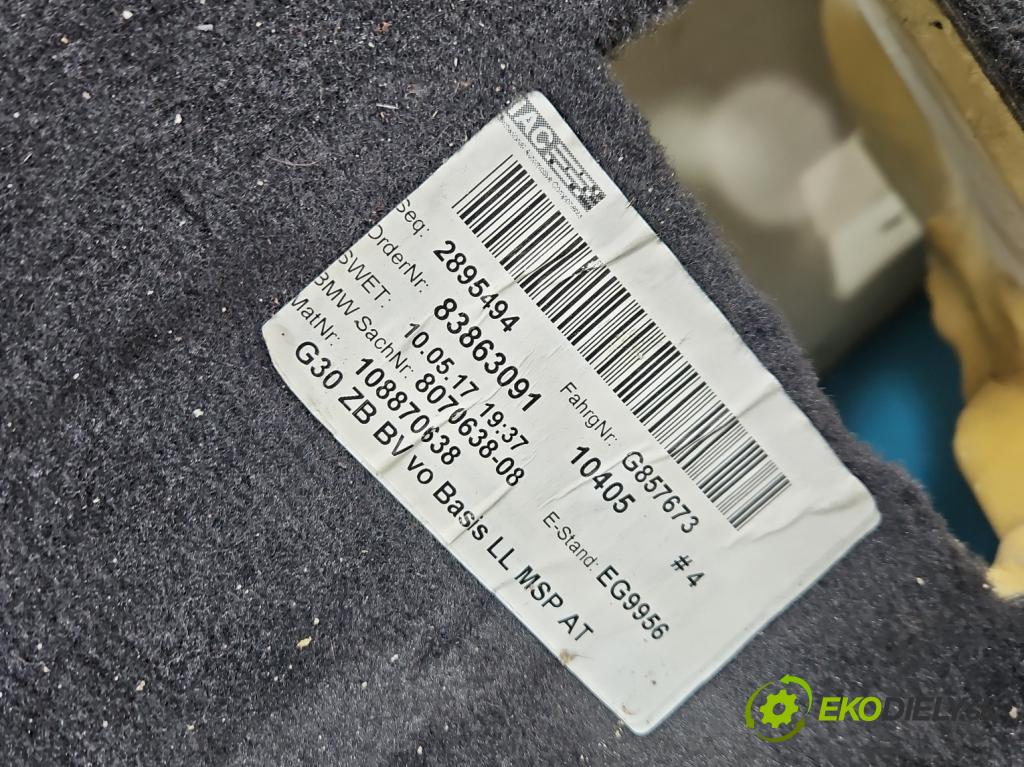 IAC
Seq: 2895494 FahrgNr: G857673 #4
OrderNr: 83863091 10405
SWET: 10.05.17 19:37
BMW SachNr: 8070638-08 E-Stand: EG9956
MatNr: 108870638
G30 ZB BV vo Basis LL MSP AT
EKODIELY.SK